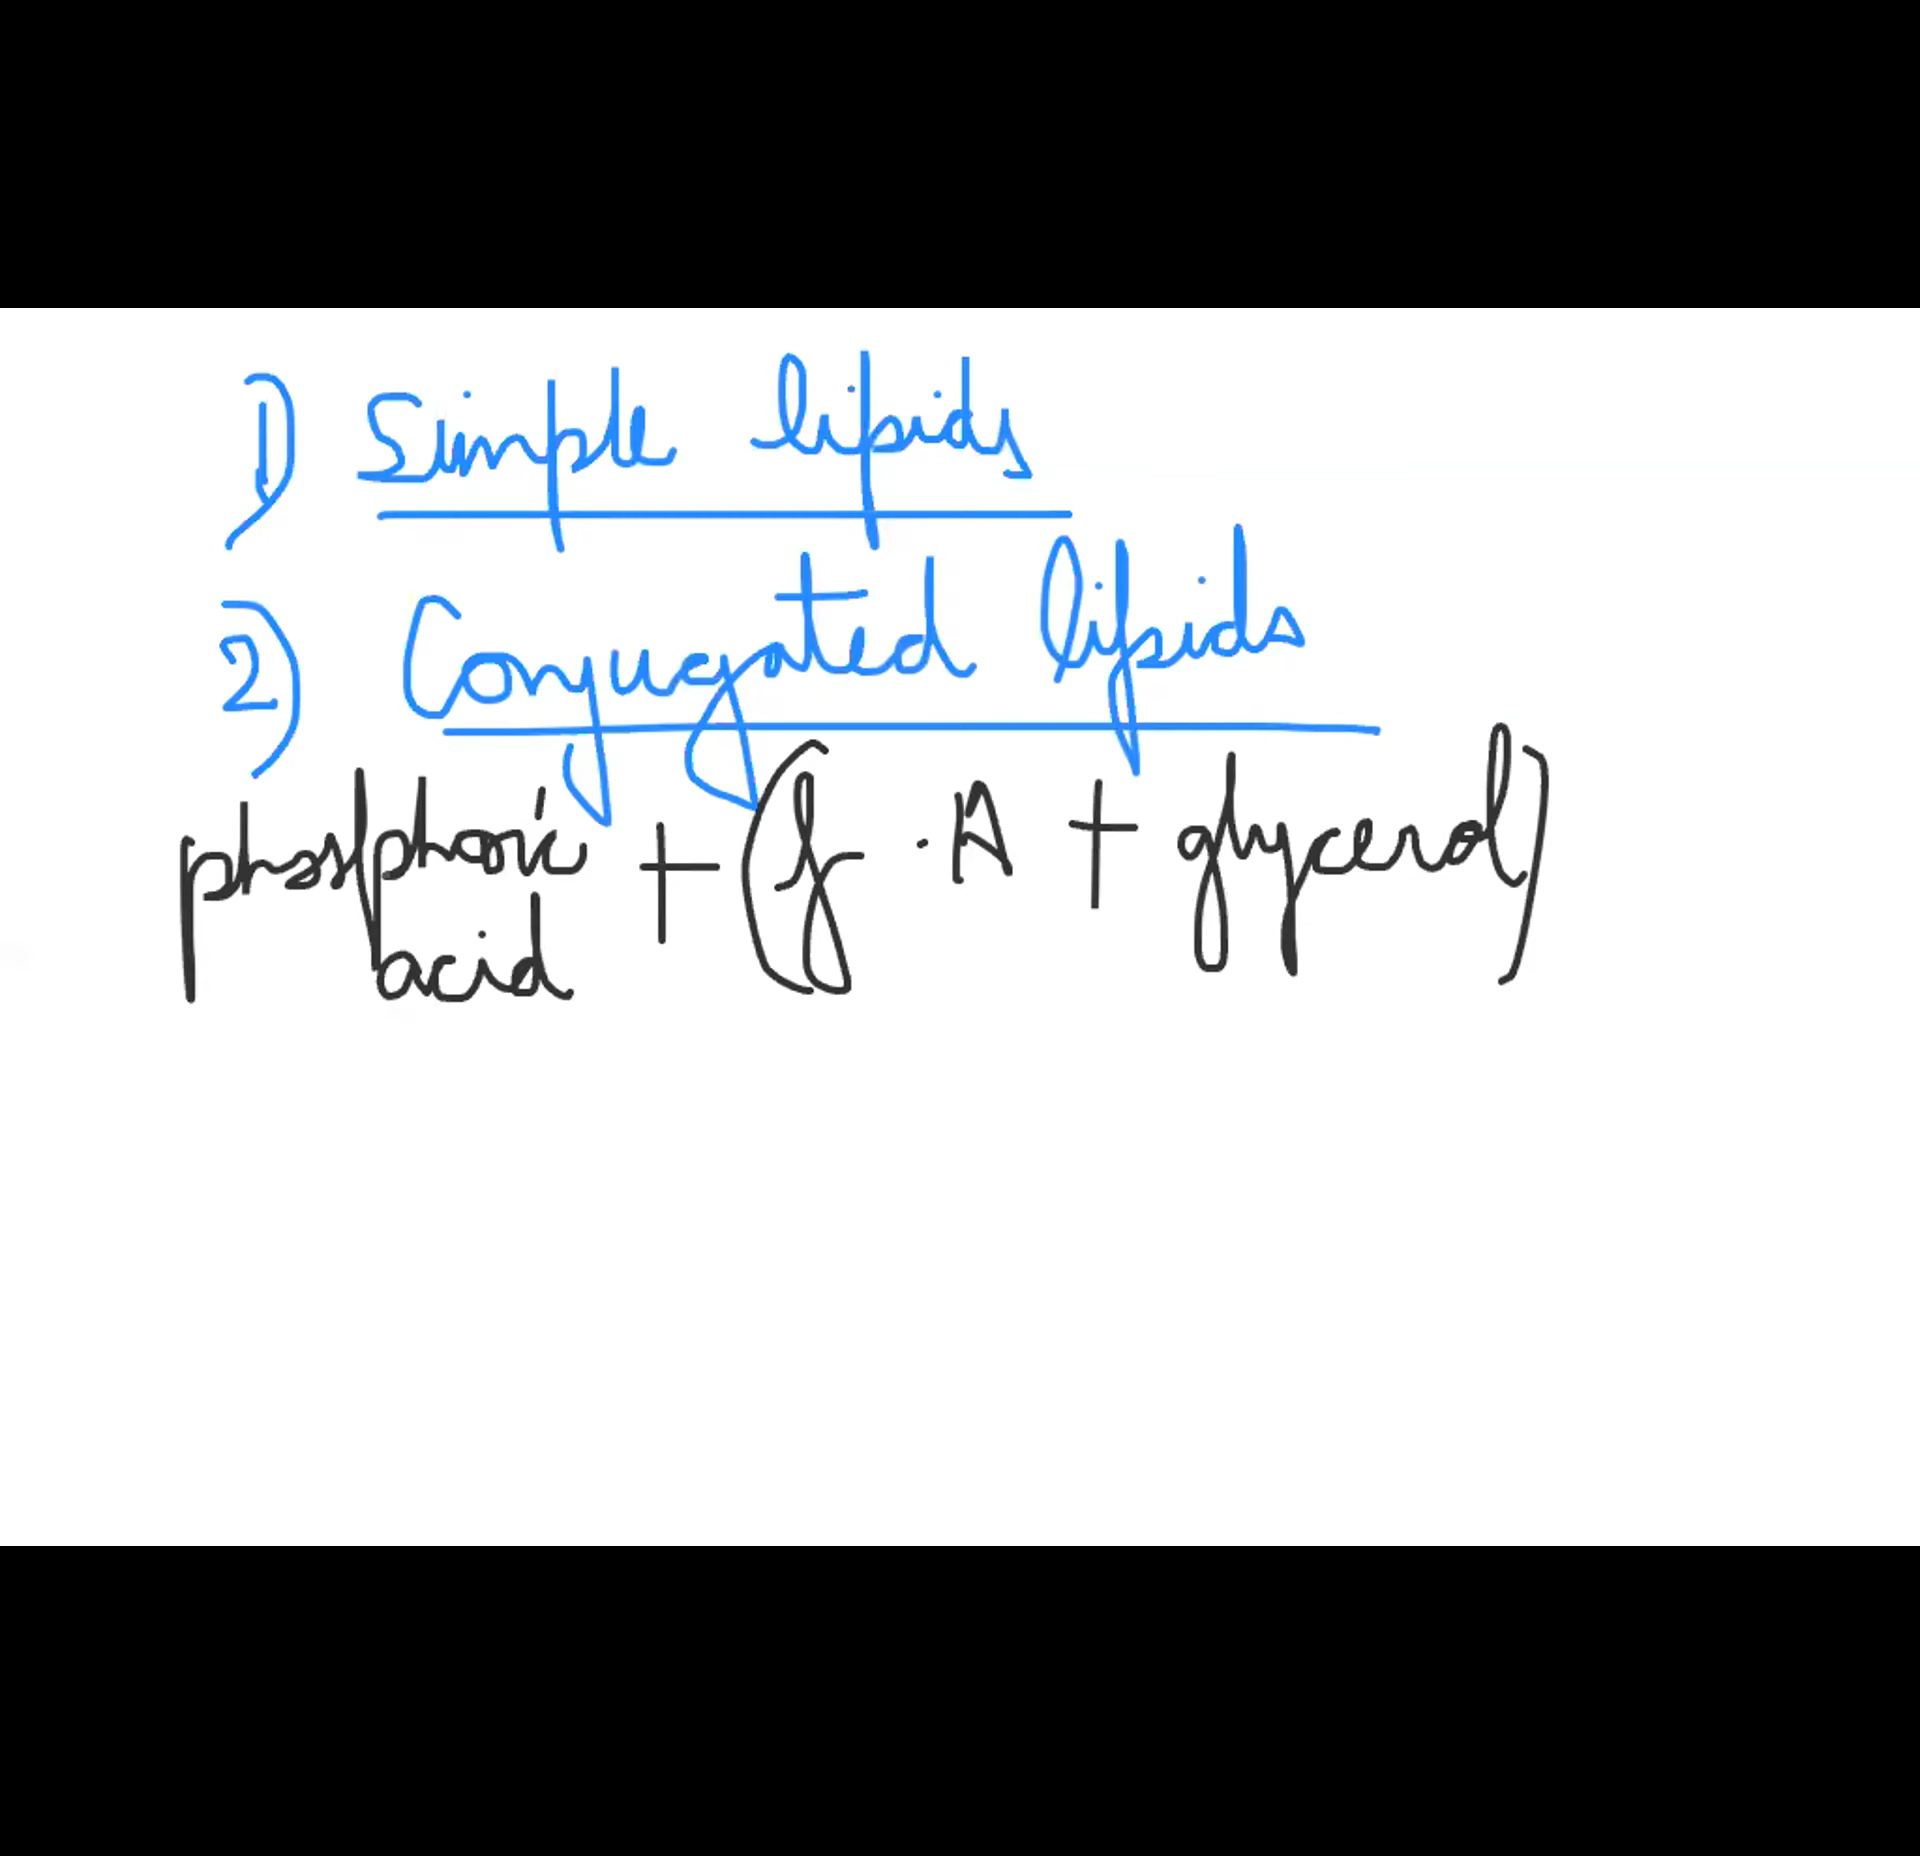 1) Simple lipids
2) Conjugated lipids
phosphoric + (f. A + glycerol)
acid